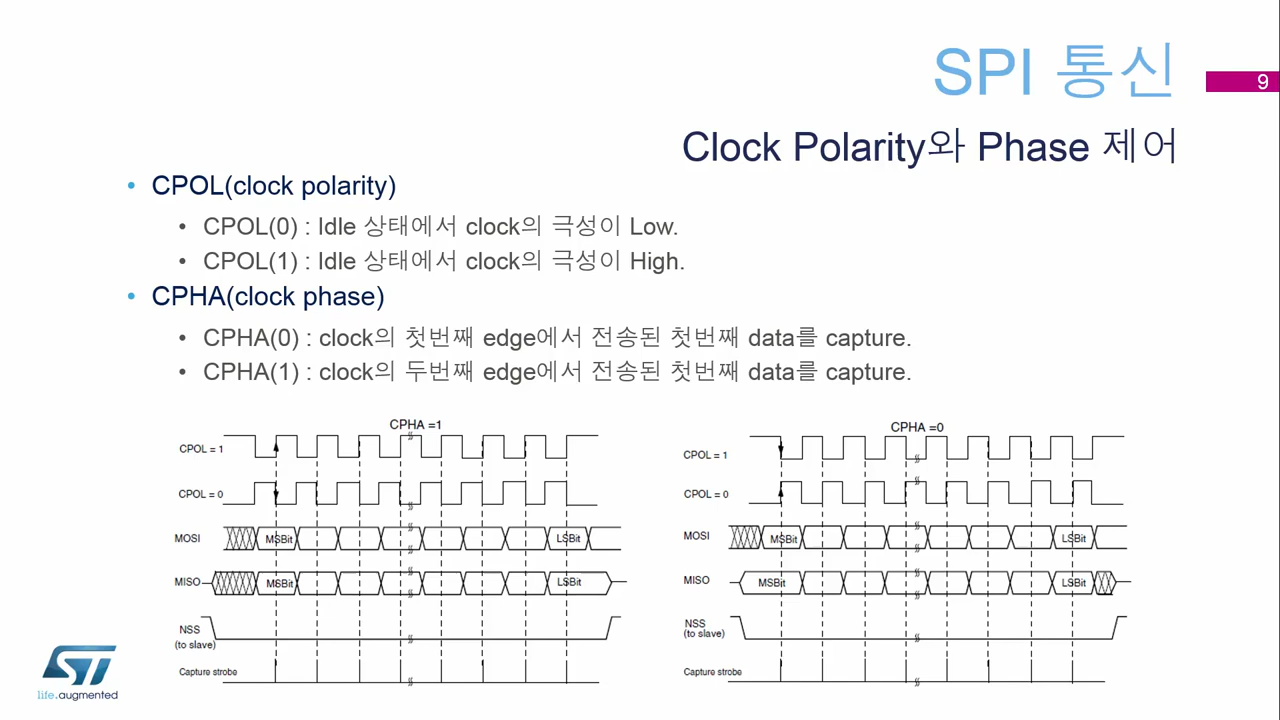 SPI 통신
9
Clock Polarity와 Phase 제어
• CPOL(clock polarity)
• CPOL(0) : Idle 상태에서 clock의 극성이 Low.
• CPOL(1) : Idle 상태에서 clock의 극성이 High.
• CPHA(clock phase)
• CPHA(0) : clock의 첫번째 edge에서 전송된 첫번째 data를 capture.
• CPHA(1) : clock의 두번째 edge에서 전송된 첫번째 data를 capture.
CPHA =1
CPOL = 1
CPOL = 0
MOSI
MSBit
LSBit
MISO
MSBit
LSBit
NSS
(to slave)
Capture strobe
CPHA =0
CPOL = 1
CPOL = 0
MOSI
MSBit
LSBit
MISO
MSBit
LSBit
NSS
(to slave)
Capture strobe
ST
life.augmented